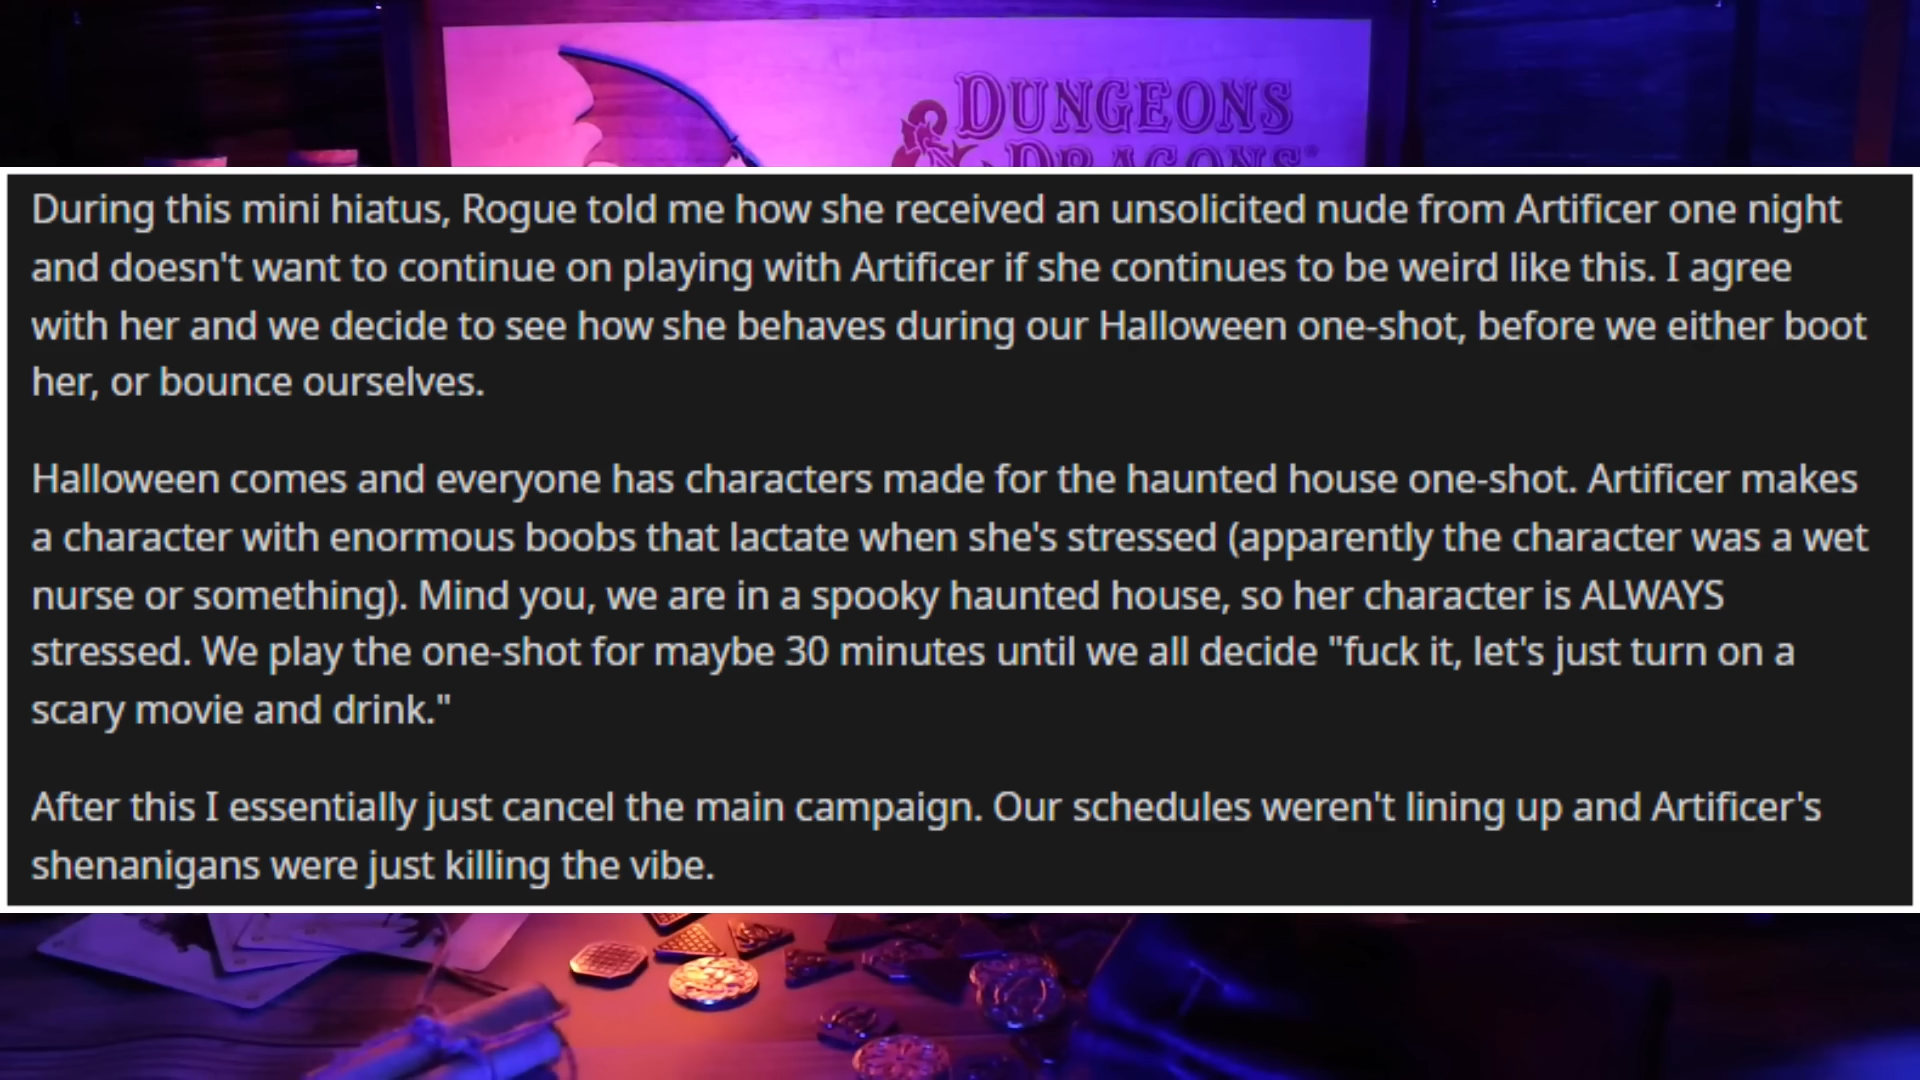 DUNGEONS
DRAGONS®
During this mini hiatus, Rogue told me how she received an unsolicited nude from Artificer one night
and doesn't want to continue on playing with Artificer if she continues to be weird like this. I agree
with her and we decide to see how she behaves during our Halloween one-shot, before we either boot
her, or bounce ourselves.
Halloween comes and everyone has characters made for the haunted house one-shot. Artificer makes
a character with enormous boobs that lactate when she's stressed (apparently the character was a wet
nurse or something). Mind you, we are in a spooky haunted house, so her character is ALWAYS
stressed. We play the one-shot for maybe 30 minutes until we all decide "fuck it, let's just turn on a
scary movie and drink."
After this I essentially just cancel the main campaign. Our schedules weren't lining up and Artificer's
shenanigans were just killing the vibe.